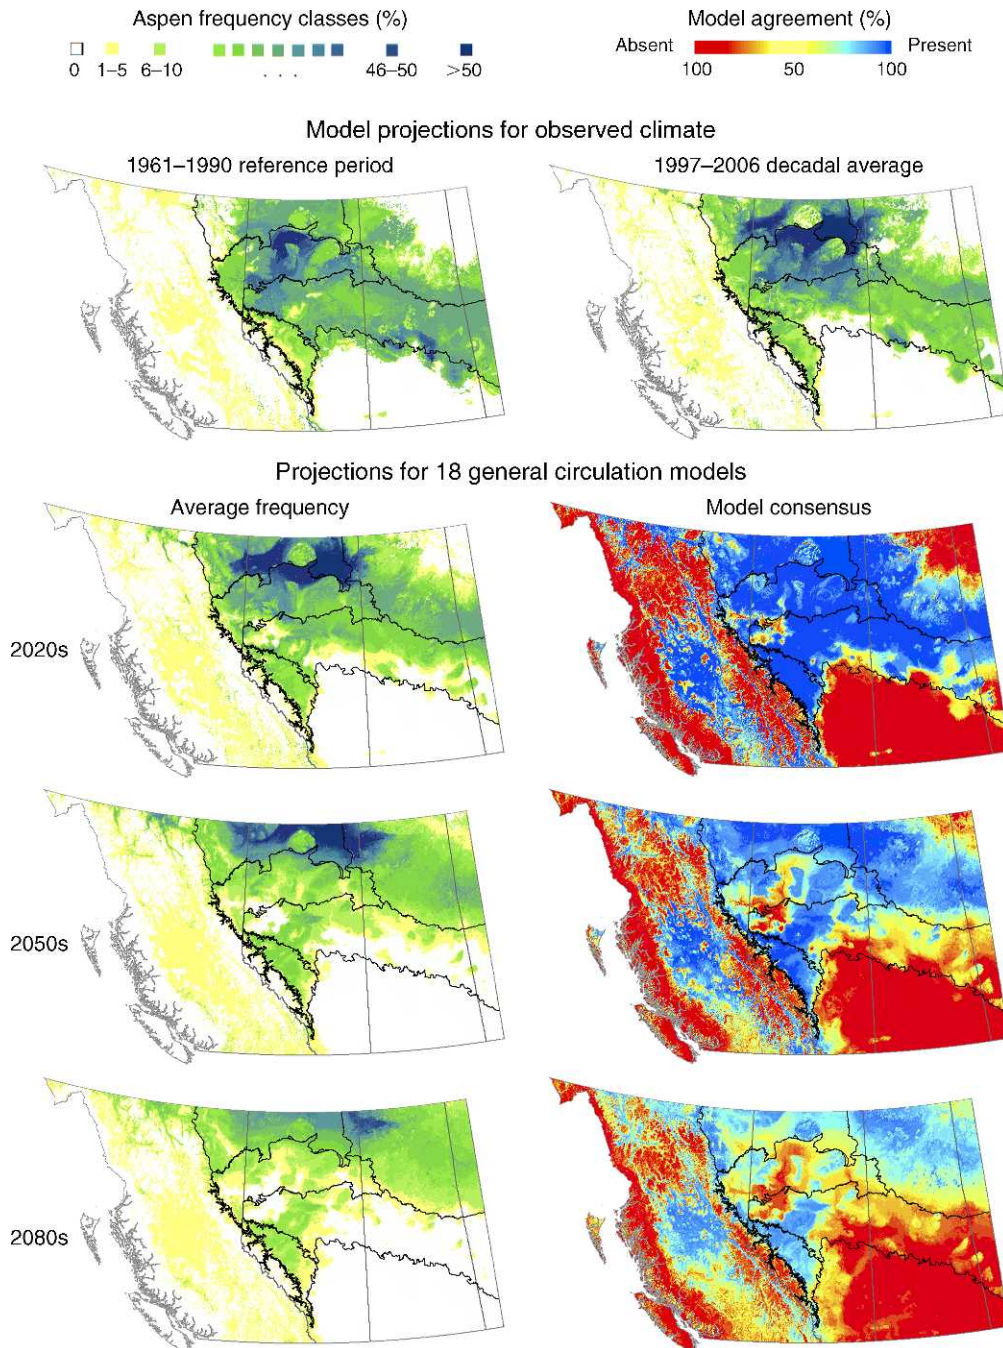 Aspen frequency classes (%)
Model agreement (%)
Absent
Present
0 1–5 6–10 . . . 46–50 >50
100 50 100
Model projections for observed climate
1961–1990 reference period
1997–2006 decadal average
Projections for 18 general circulation models
Average frequency
Model consensus
2020s
2050s
2080s